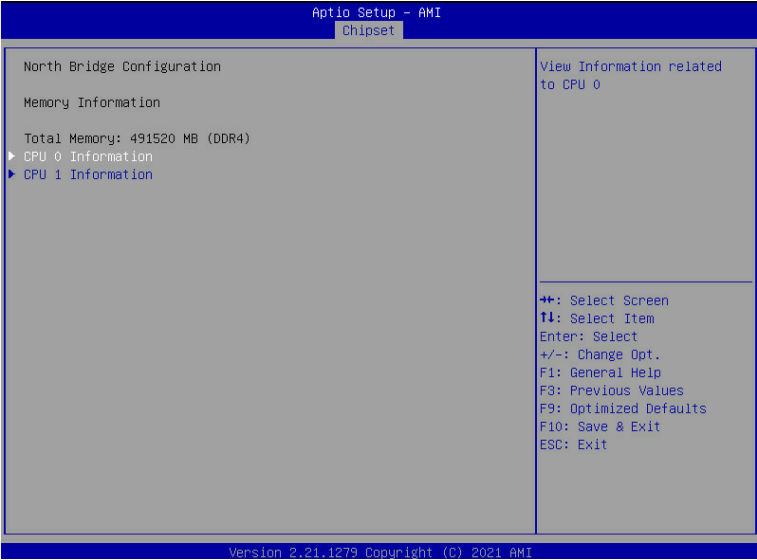 Aptio Setup - AMI
Chipset
North Bridge Configuration
Memory Information
Total Memory: 491520 MB (DDR4)
CPU 0 Information
CPU 1 Information
View Information related
to CPU 0
→←: Select Screen
↑↓: Select Item
Enter: Select
+/-: Change Opt.
F1: General Help
F3: Previous Values
F9: Optimized Defaults
F10: Save & Exit
ESC: Exit
Version 2.21.1279 Copyright (C) 2021 AMI